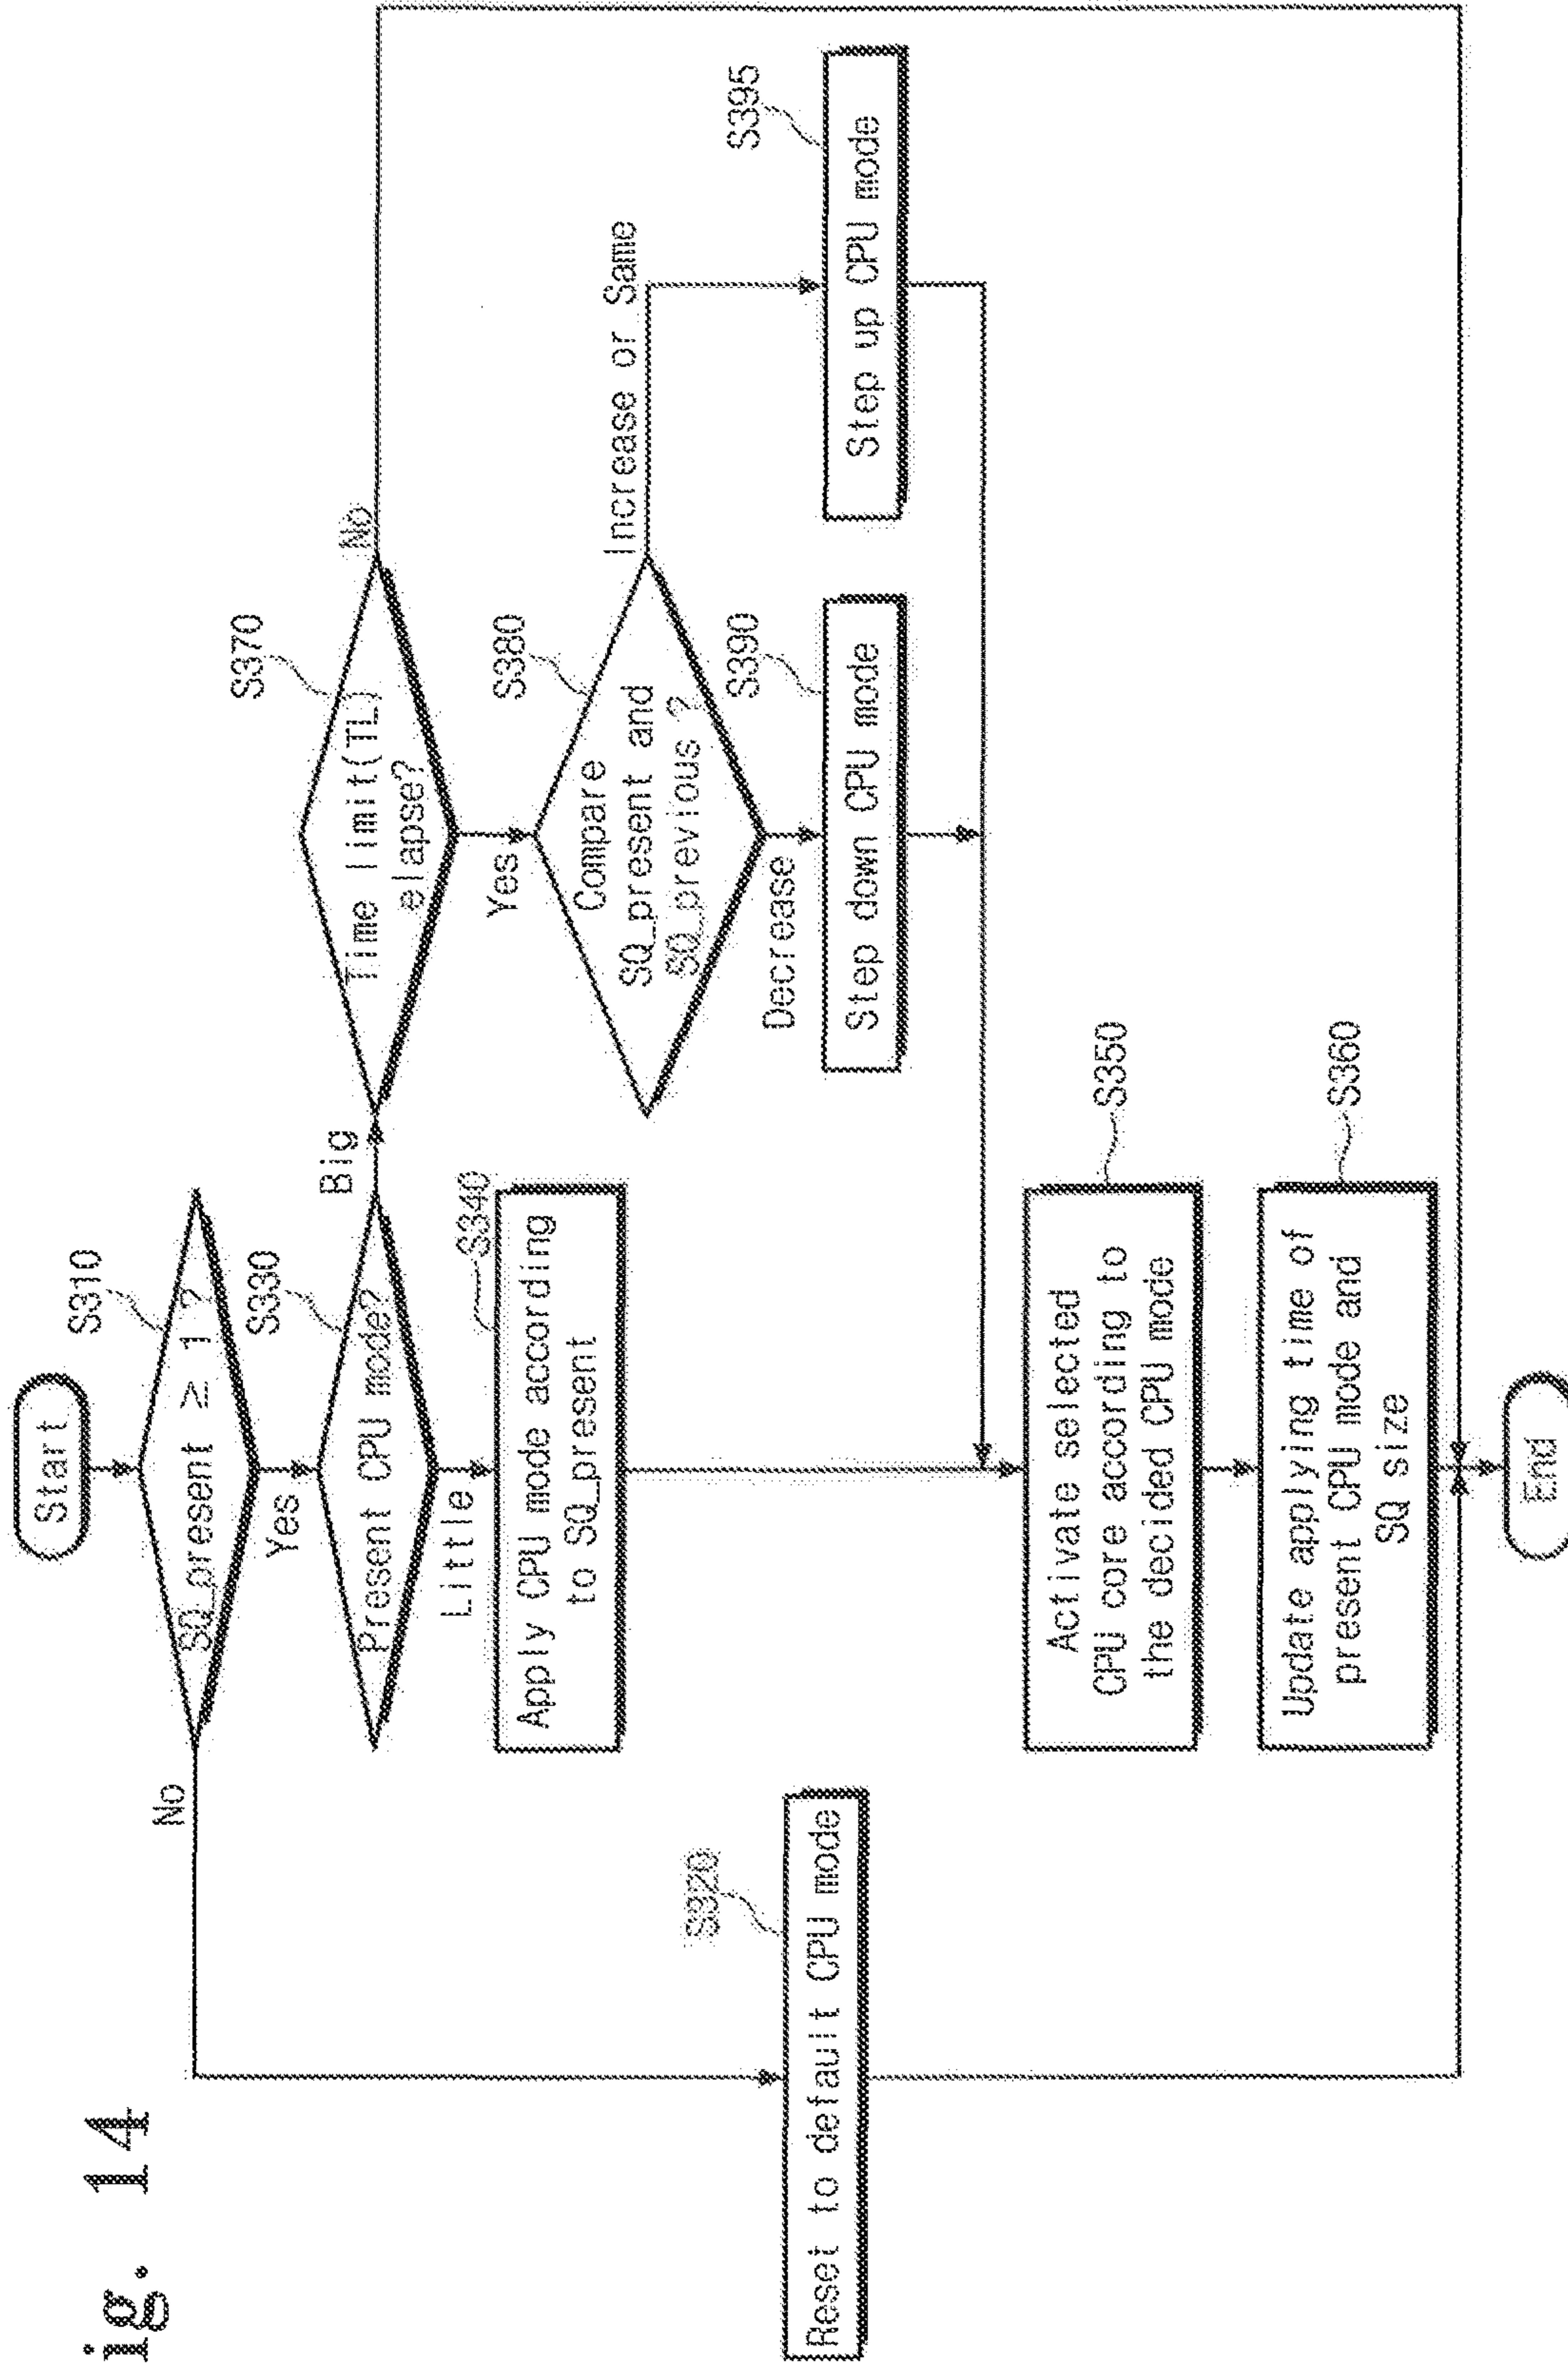 ig. 14
Start
S310
SQ_present ≥ 1 ?
No
Yes
S330
Present CPU mode?
Big
Little
S340
Apply CPU mode according
to SQ_present
S370
Time limit(TL)
elapse?
No
Yes
S380
Compare
SQ_present and
SQ_previous ?
Increase or Same
Decrease
S390
Step down CPU mode
S395
Step up CPU mode
S320
Reset to default CPU mode
S350
Activate selected
CPU core according to
the decided CPU mode
S360
Update applying time of
present CPU mode and
SQ size
End